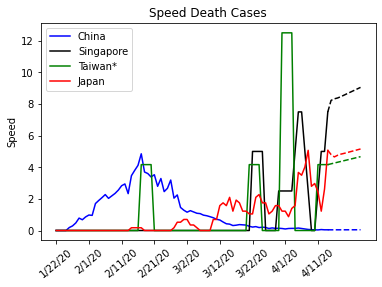 Speed Death Cases
China
Singapore
Taiwan*
Japan
Speed
12
10
8
6
4
2
0
1/22/20
2/1/20
2/11/20
2/21/20
3/2/20
3/12/20
3/22/20
4/1/20
4/11/20